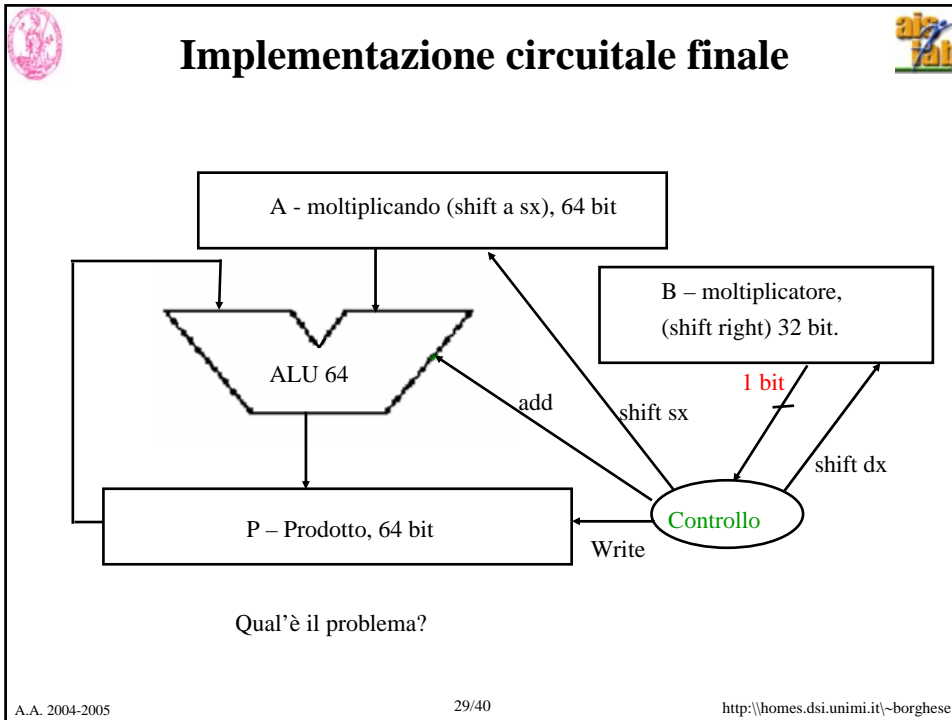 Implementazione circuitale finale
ais
lab
A - moltiplicando (shift a sx), 64 bit
B – moltiplicatore,
(shift right) 32 bit.
ALU 64
1 bit
add
shift sx
shift dx
P – Prodotto, 64 bit
Controllo
Write
Qual'è il problema?
A.A. 2004-2005
29/40
http:\\homes.dsi.unimi.it\~borghese